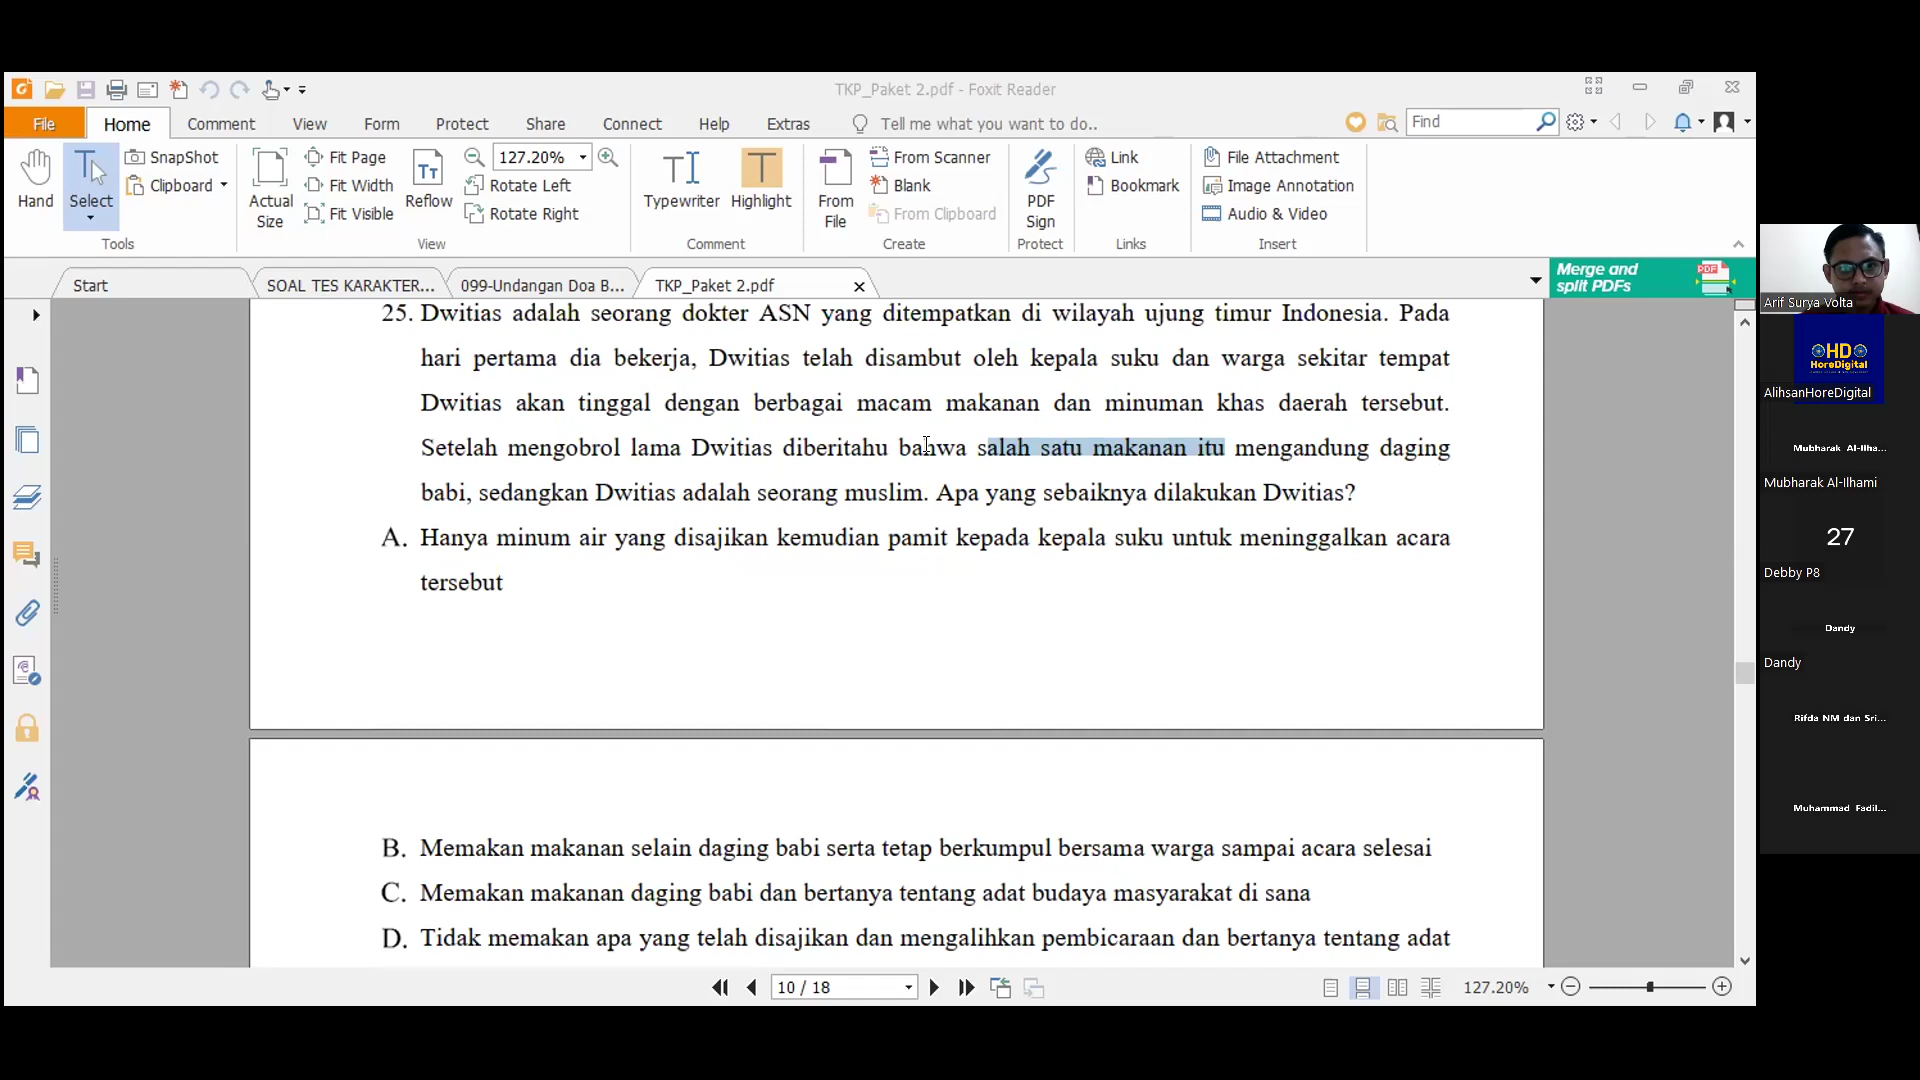 TKP_Paket 2.pdf - Foxit Reader
File Home Comment View Form Protect Share Connect Help Extras Tell me what you want to do.. Find
Hand
Select
SnapShot
Clipboard
Tools
Actual Size
Fit Page
Fit Width
Fit Visible
Reflow
127.20%
Rotate Left
Rotate Right
View
Typewriter
Highlight
Comment
From File
From Scanner
Blank
From Clipboard
Create
PDF Sign
Protect
Link
Bookmark
Links
File Attachment
Image Annotation
Audio & Video
Insert
Start
SOAL TES KARAKTER...
099-Undangan Doa B...
TKP_Paket 2.pdf
Merge and
split PDFs
PDF
25. Dwitias adalah seorang dokter ASN yang ditempatkan di wilayah ujung timur Indonesia. Pada
hari pertama dia bekerja, Dwitias telah disambut oleh kepala suku dan warga sekitar tempat
Dwitias akan tinggal dengan berbagai macam makanan dan minuman khas daerah tersebut.
Setelah mengobrol lama Dwitias diberitahu bahwa salah satu makanan itu mengandung daging
babi, sedangkan Dwitias adalah seorang muslim. Apa yang sebaiknya dilakukan Dwitias?
A. Hanya minum air yang disajikan kemudian pamit kepada kepala suku untuk meninggalkan acara
tersebut
B. Memakan makanan selain daging babi serta tetap berkumpul bersama warga sampai acara selesai
C. Memakan makanan daging babi dan bertanya tentang adat budaya masyarakat di sana
D. Tidak memakan apa yang telah disajikan dan mengalihkan pembicaraan dan bertanya tentang adat
10 / 18
127.20%
Arif Surya Volta
HD
HoreDigital
AlihsanHoreDigital
Mubharak Al-Ilha...
Mubharak Al-Ilhami
27
Debby P8
Dandy
Dandy
Rifda NM dan Sri...
Muhammad Fadil...